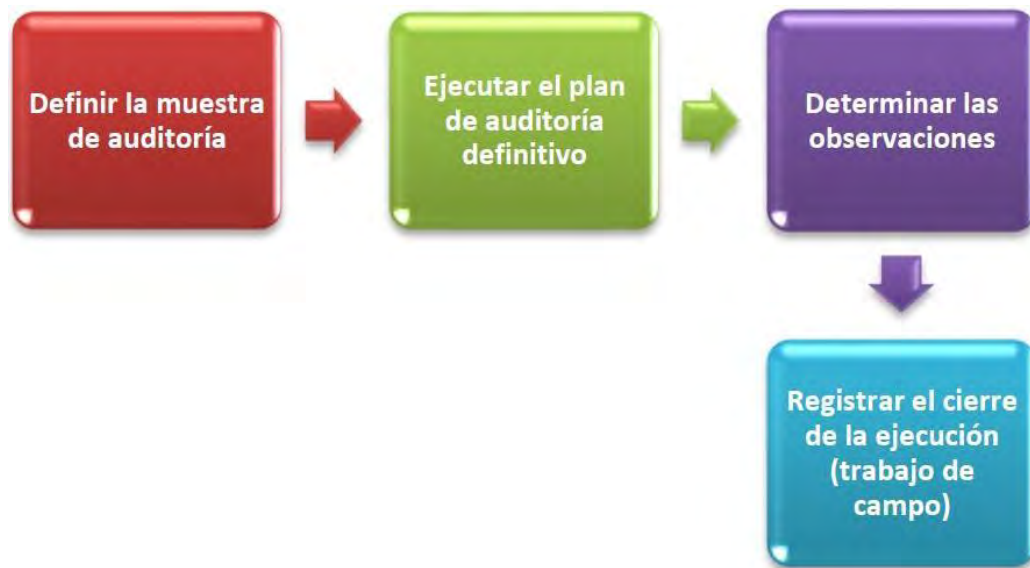 Definir la muestra
de auditoría
Ejecutar el plan
de auditoría
definitivo
Determinar las
observaciones
Registrar el cierre
de la ejecución
(trabajo de
campo)